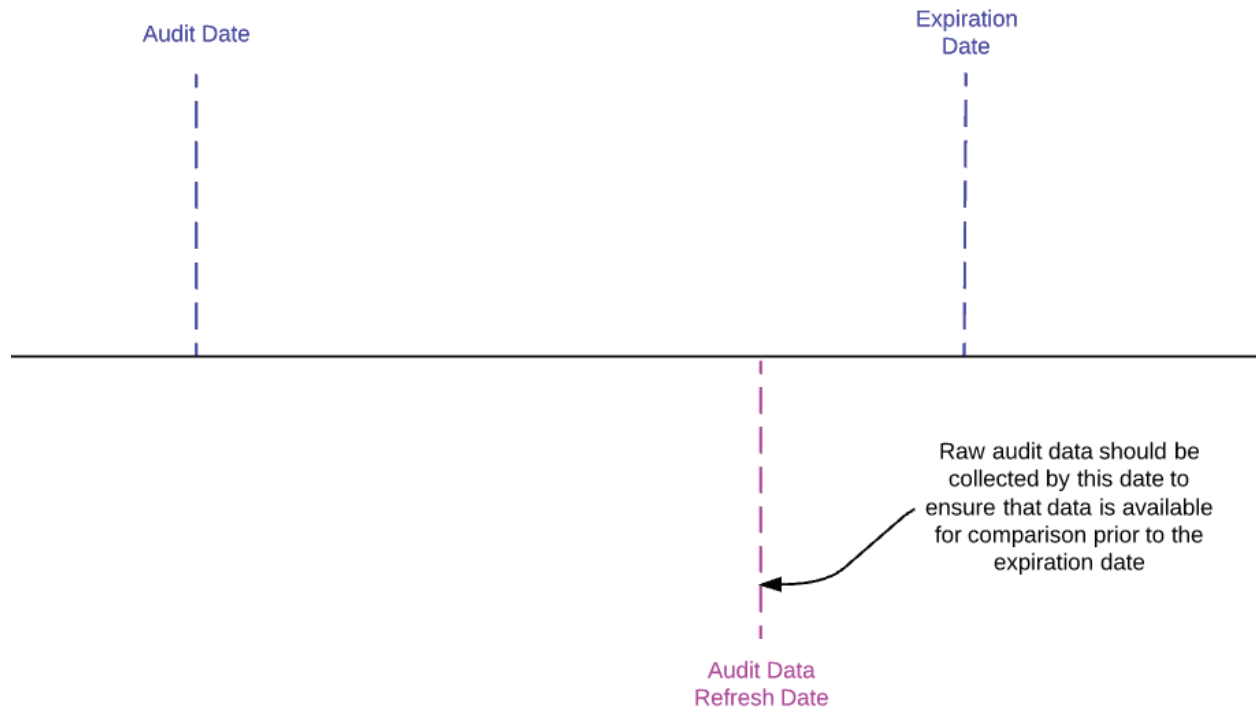 Audit Date
Expiration
Date
Raw audit data should be
collected by this date to
ensure that data is available
for comparison prior to the
expiration date
Audit Data
Refresh Date